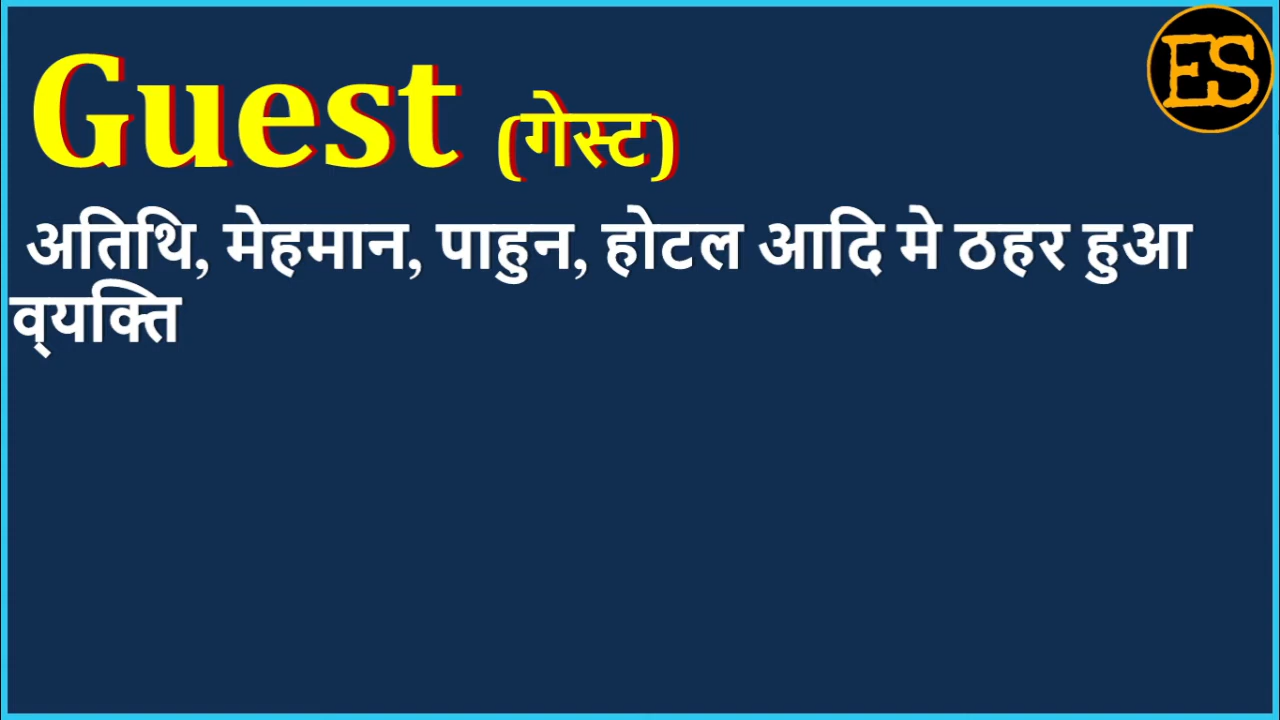 Guest (गेस्ट)
ES
अतिथि, मेहमान, पाहुन, होटल आदि मे ठहर हुआ
व्‌यक्ति